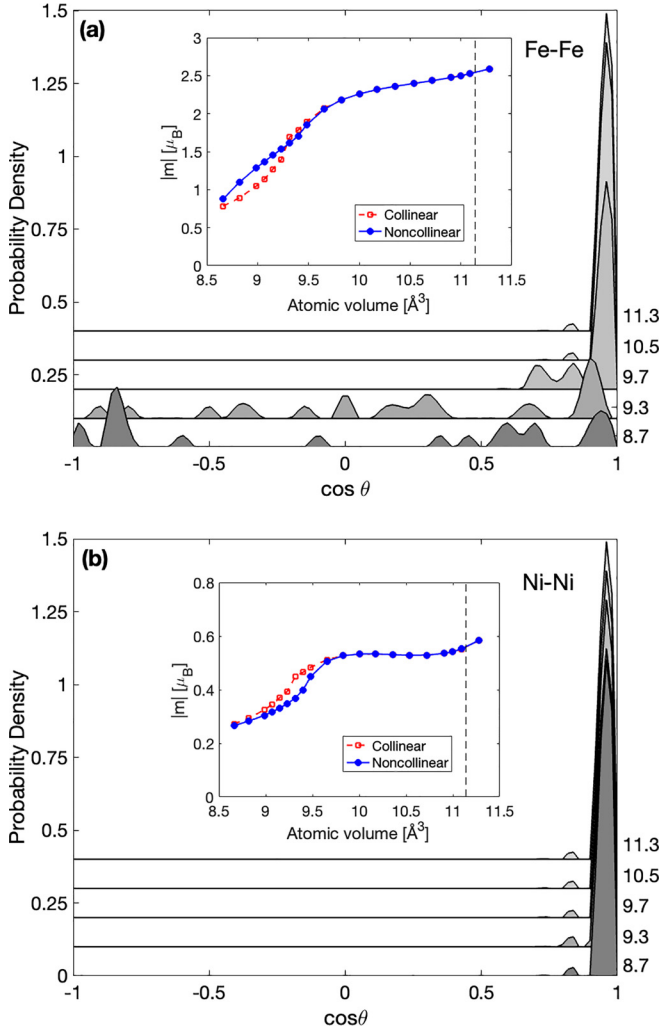 (a)
Fe-Fe
Probability Density
1.5
1.25
1
0.75
0.5
0.25
|m| [μB]
3
2.5
2
1.5
1
0.5
0
Collinear
Noncollinear
8.5 9 9.5 10 10.5 11 11.5
Atomic volume [Å3]
11.3
10.5
9.7
9.3
8.7
-1 -0.5 0 0.5 1
cos θ
(b)
Ni-Ni
Probability Density
1.5
1.25
1
0.75
0.5
0.25
0
|m| [μB]
0.8
0.6
0.4
0.2
0
Collinear
Noncollinear
8.5 9 9.5 10 10.5 11 11.5
Atomic volume [Å3]
11.3
10.5
9.7
9.3
8.7
-1 -0.5 0 0.5 1
cosθ